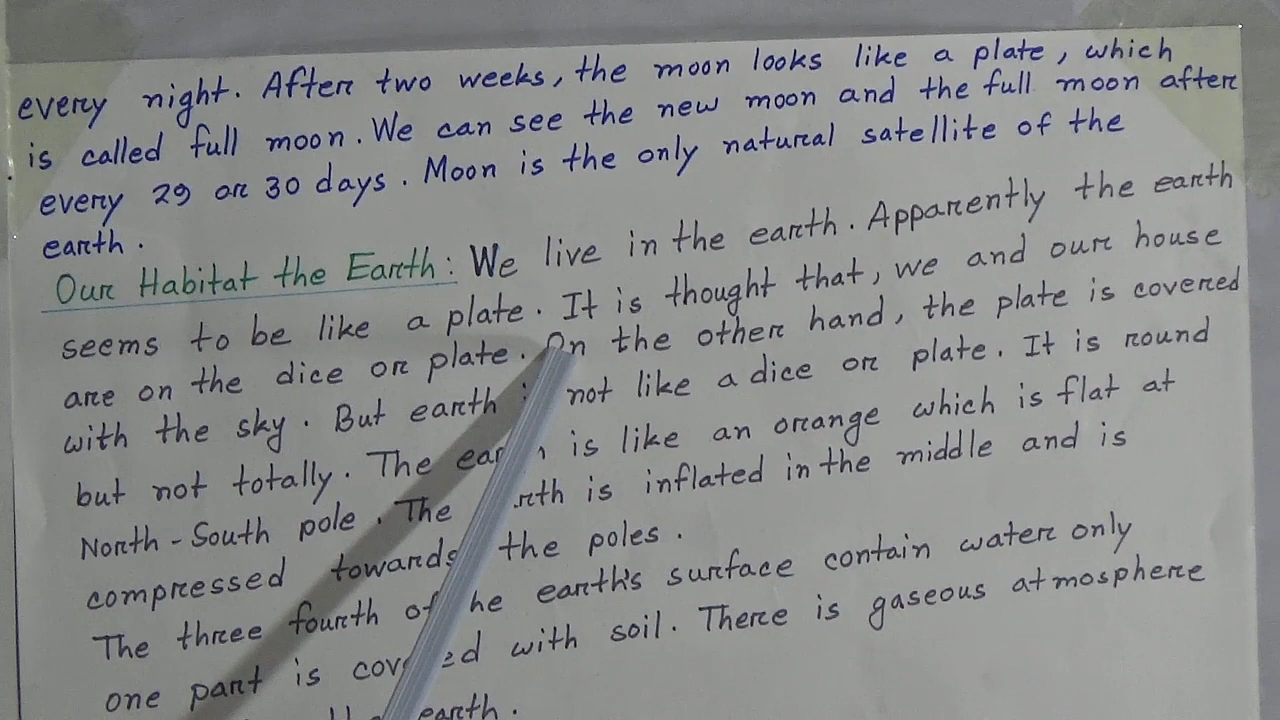 every night. After two weeks, the moon looks like a plate, which
is called full moon. We can see the new moon and the full moon after
every 29 or 30 days. Moon is the only natural satellite of the
earth.
Our Habitat the Earth: We live in the earth. Apparently the earth
seems to be like a plate. It is thought that, we and our house
are on the dice or plate. On the other hand, the plate is covered
with the sky. But earth not like a dice or plate. It is round
but not totally. The is like an orange which is flat at
North-South pole. The is inflated in the middle and is
compressed towards the poles.
The three fourth of the earth's surface contain water only
one part is covered with soil. There is gaseous atmosphere
earth.